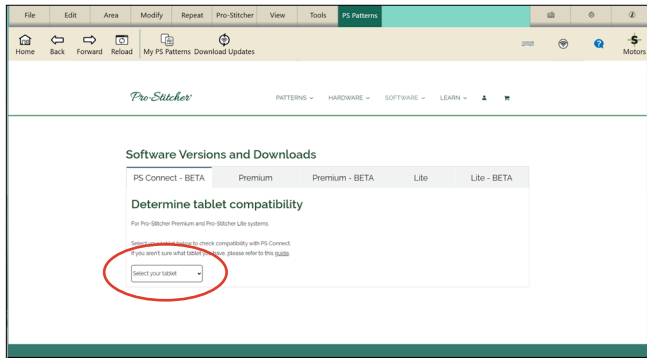 File Edit Area Modify Repeat Pro-Stitcher View Tools PS Patterns
Home Back Forward Reload My PS Patterns Download Updates Motors
Pro-Stitcher PATTERNS HARDWARE SOFTWARE LEARN
Software Versions and Downloads
PS Connect - BETA Premium Premium - BETA Lite Lite - BETA
Determine tablet compatibility
For Pro-Stitcher Premium and Pro-Stitcher Lite systems
Select your tablet below to check compatibility with PS Connect.
If you aren't sure what tablet you have, please refer to this guide.
Select your tablet